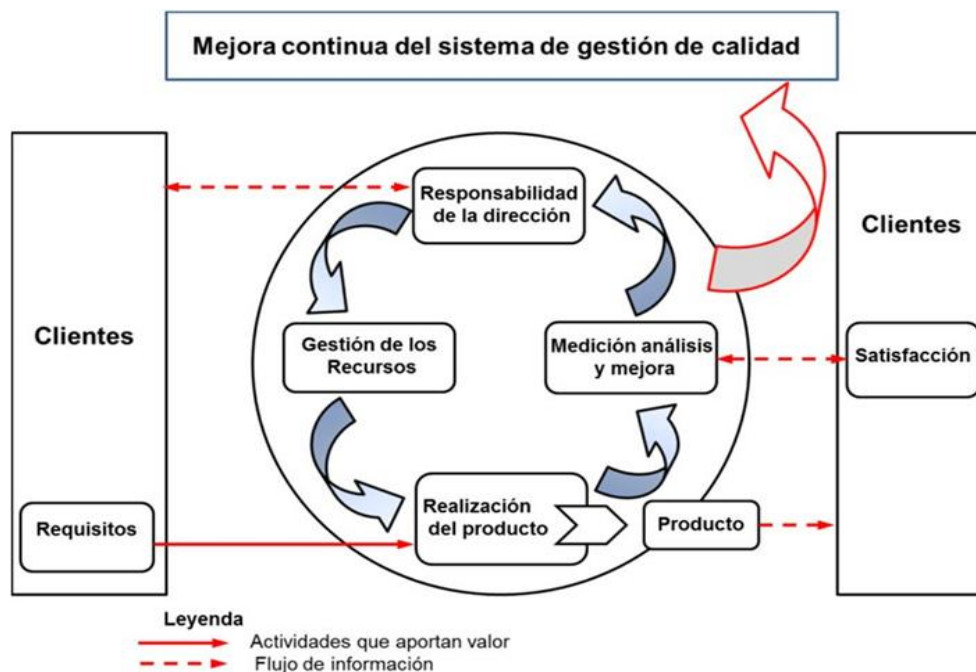 Mejora continua del sistema de gestión de calidad
Responsabilidad
de la dirección
Clientes
Clientes
Gestión de los
Recursos
Medición análisis
y mejora
Satisfacción
Requisitos
Realización
del producto
Producto
Leyenda
Actividades que aportan valor
Flujo de información